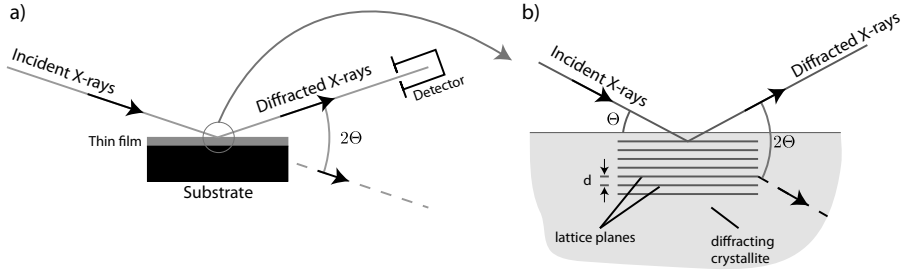 a)
Incident X-rays
Diffracted X-rays
Detector
Thin film
2Θ
Substrate
b)
Incident X-rays
Diffracted X-rays
Θ
2Θ
d
lattice planes
diffracting
crystallite